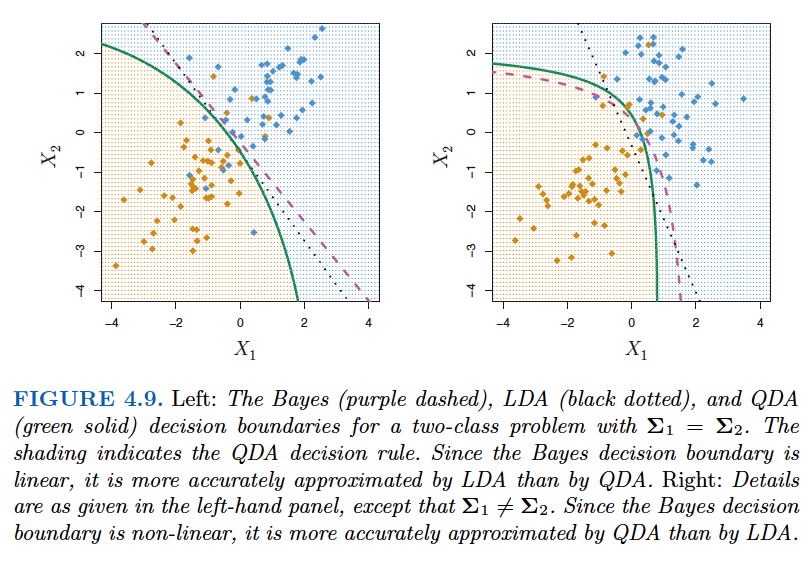 2
1
0
−1
−2
−3
−4
X2
−4 −2 0 2 4
X1
2
1
0
−1
−2
−3
−4
X2
−4 −2 0 2 4
X1
FIGURE 4.9. Left: The Bayes (purple dashed), LDA (black dotted), and QDA
(green solid) decision boundaries for a two-class problem with Σ1 = Σ2. The
shading indicates the QDA decision rule. Since the Bayes decision boundary is
linear, it is more accurately approximated by LDA than by QDA. Right: Details
are as given in the left-hand panel, except that Σ1 ≠ Σ2. Since the Bayes decision
boundary is non-linear, it is more accurately approximated by QDA than by LDA.